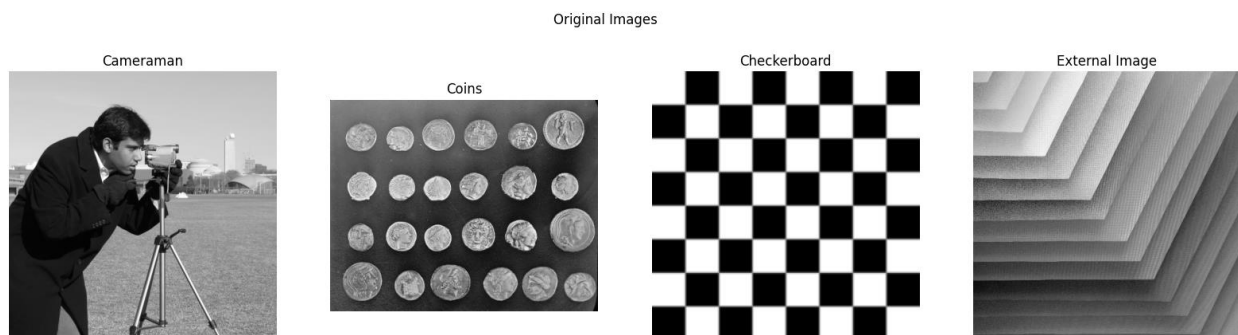 Original Images
Cameraman
Coins
Checkerboard
External Image